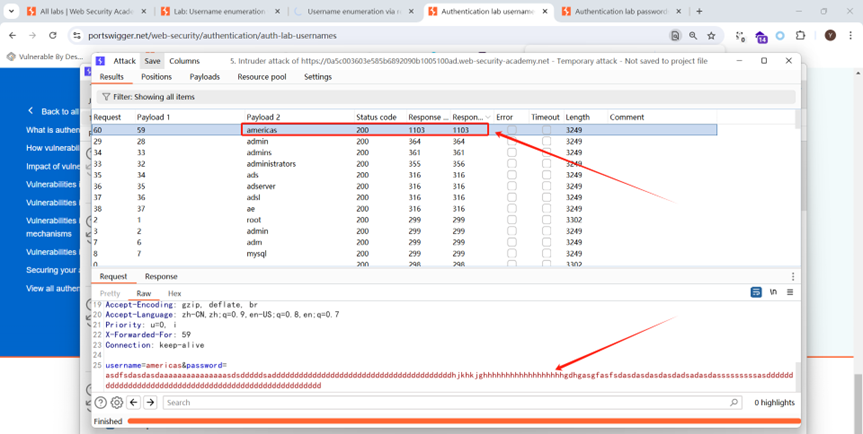 All labs | Web Security Acade
Lab: Username enumeration
Username enumeration via r
Authentication lab username
Authentication lab password
portswigger.net/web-security/authentication/auth-lab-usernames
Vulnerable By Des...
Attack Save Columns
5. Intruder attack of https://0a5c003603e585b6892090b1005100ad.web-security-academy.net - Temporary attack - Not saved to project file
Results Positions Payloads Resource pool Settings
Filter: Showing all items
Request Payload 1 Payload 2 Status code Response ... Respon... Error Timeout Length Comment
60 59 americas 200 1103 1103 3249
29 28 admin 200 364 364 3249
34 33 admins 200 361 361 3249
33 32 administrators 200 355 356 3249
35 34 ads 200 316 316 3249
36 35 adserver 200 316 316 3249
37 36 adsl 200 316 316 3249
38 37 ae 200 316 316 3249
2 1 root 200 299 299 3302
3 2 admin 200 299 299 3249
7 6 adm 200 299 299 3249
8 7 mysql 200 299 299 3249
0 200 298 298 3302
Back to all
What is authen
How vulnerabil
Impact of vulne
Vulnerabilities i
Vulnerabilities i
Vulnerabilities i
mechanisms
Vulnerabilities i
Securing your a
View all authen
Request Response
Pretty Raw Hex
19 Accept-Encoding: gzip, deflate, br
20 Accept-Language: zh-CN,zh;q=0.9,en-US;q=0.8,en;q=0.7
21 Priority: u=0, i
22 X-Forwarded-For: 59
23 Connection: keep-alive
24
25 username=americas&password=
Search
0 highlights
Finished